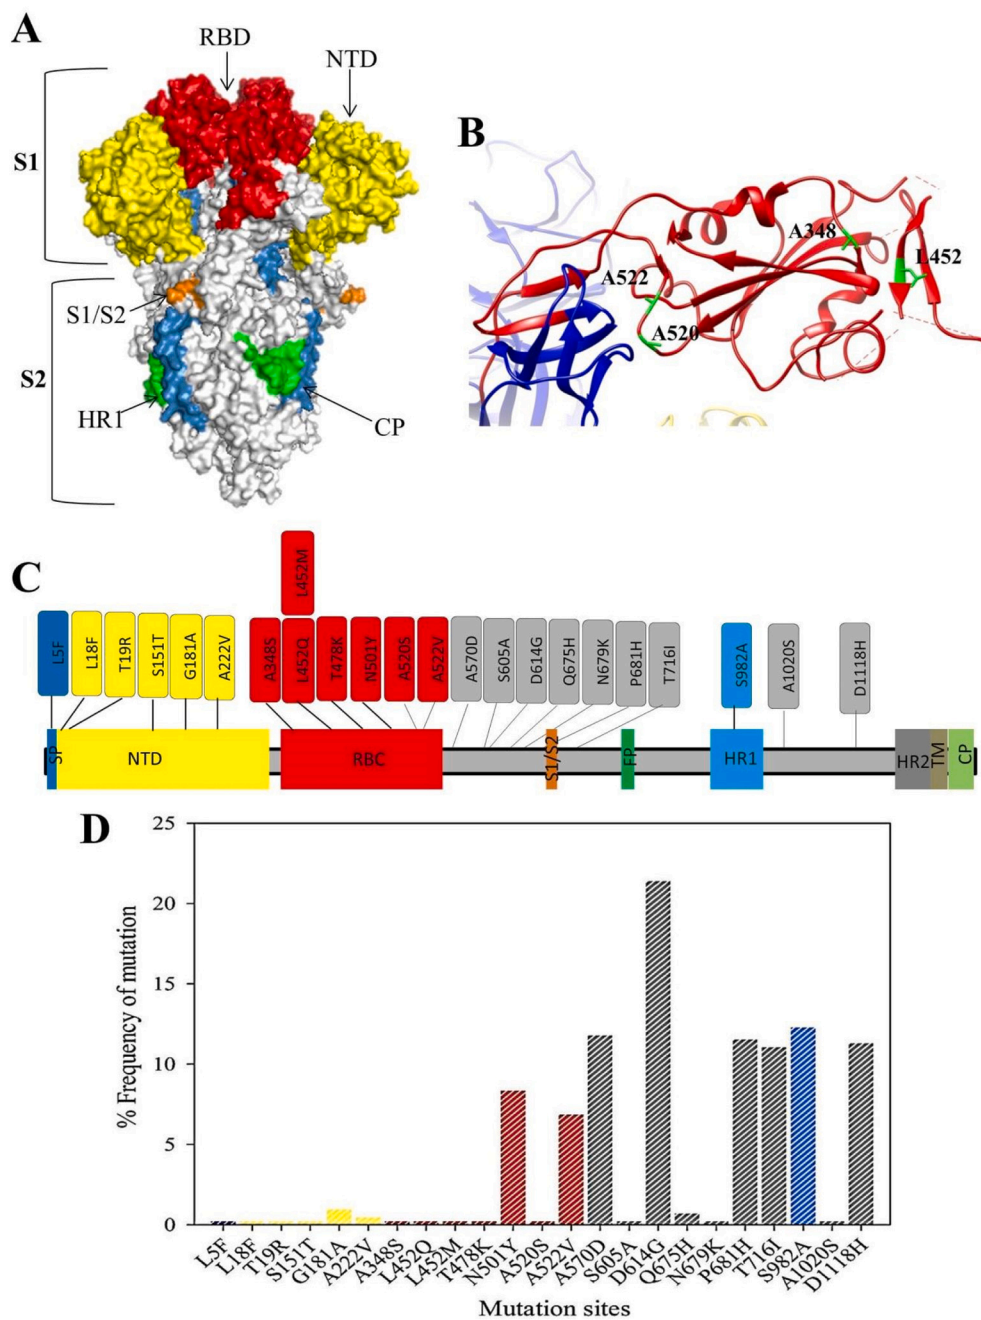 A
RBD
NTD
S1
S1/S2
S2
HR1
CP
B
A348
L452
A522
A520
C
L452M
L5F
L18F
T19R
S151T
G181A
A222V
A348S
L452Q
T478K
N501Y
A520S
A522V
A570D
S605A
D614G
Q675H
N679K
P681H
T716I
S982A
A1020S
D1118H
SP
NTD
RBC
S1/S2
FP
HR1
HR2
TM
CP
D
% Frequency of mutation
25
20
15
10
5
0
L5F
L18F
T19R
S151T
G181A
A222V
A348S
L452Q
L452M
T478K
N501Y
A520S
A522V
A570D
S605A
D614G
Q675H
N679K
P681H
T716I
S982A
A1020S
D1118H
Mutation sites